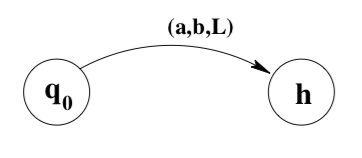 (a,b,L)
q₀
h